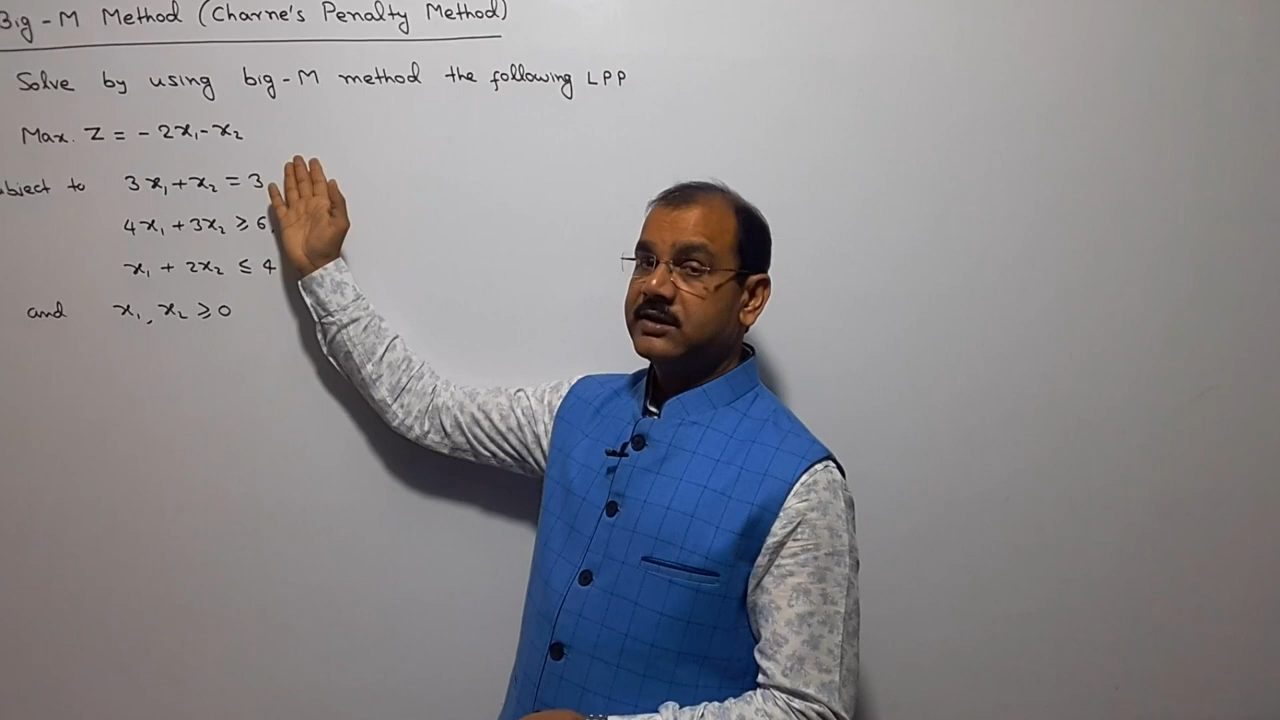 Big-M Method (Charne's Penalty Method)
Solve by using big-M method the following LPP
Max. Z = - 2x₁ - x₂
bject to 3x₁ + x₂ = 3
4x₁ + 3x₂ ≥ 6.
x₁ + 2x₂ ≤ 4
and x₁, x₂ ≥ 0